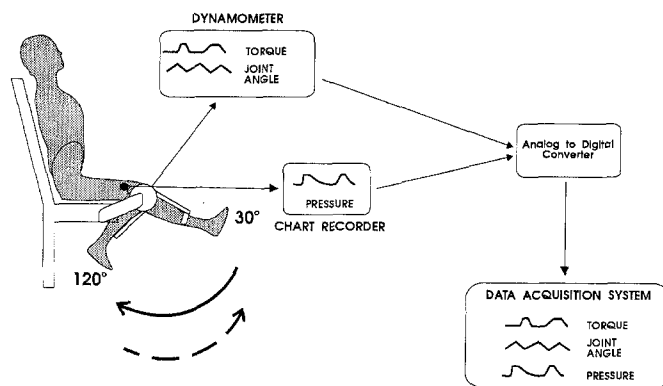 DYNAMOMETER
TORQUE
JOINT
ANGLE
Analog to Digital
Converter
PRESSURE
CHART RECORDER
30°
120°
DATA ACQUISITION SYSTEM
TORQUE
JOINT
ANGLE
PRESSURE